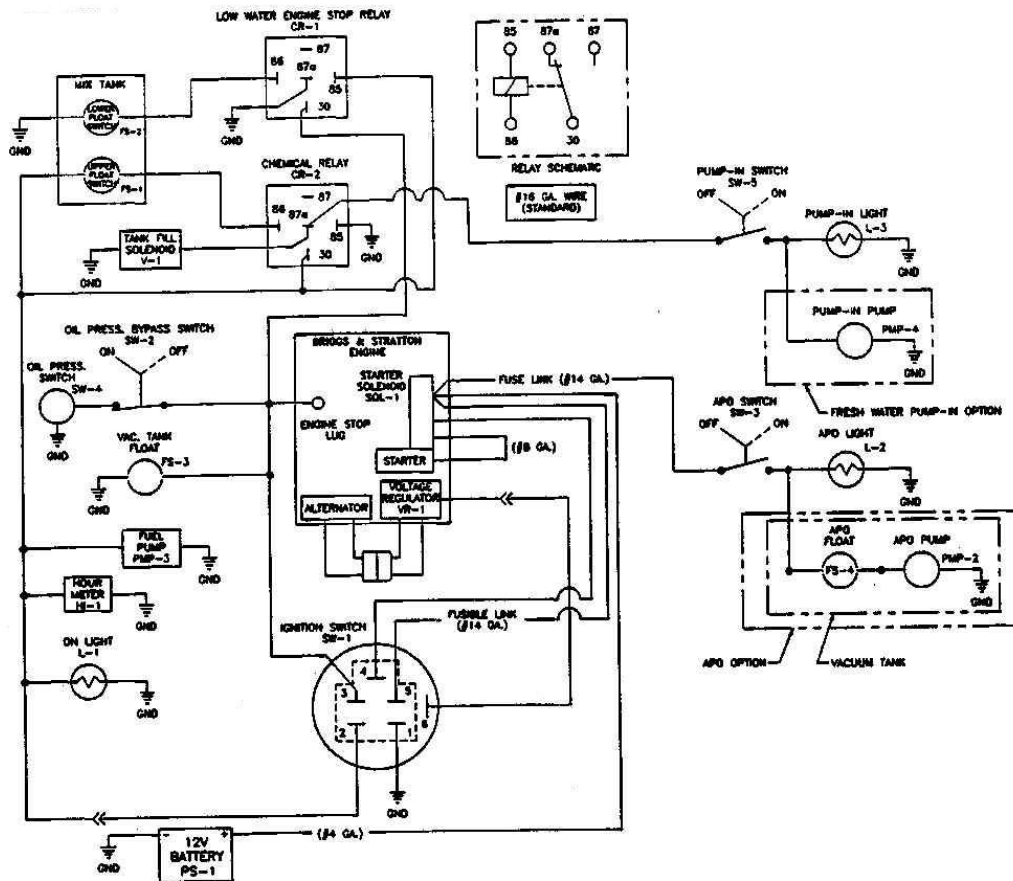 LOW WATER ENGINE STOP RELAY
CR-1
87
86
87a
85
30
GND
MIX TANK
LOWER
FLOAT
SWITCH
FS-2
GND
UPPER
FLOAT
SWITCH
FS-1
CHEMICAL RELAY
CR-2
87
86
87a
85
30
GND
TANK FILL
SOLENOID
V-1
GND
85
87a
87
86
30
RELAY SCHEMATIC
#16 GA. WIRE
(STANDARD)
PUMP-IN SWITCH
SW-5
OFF
ON
PUMP-IN LIGHT
L-3
GND
PUMP-IN PUMP
PMP-4
GND
FRESH WATER PUMP-IN OPTION
OIL PRESS. BYPASS SWITCH
SW-2
ON
OFF
OIL PRESS.
SWITCH
SW-4
GND
VAC. TANK
FLOAT
FS-3
GND
BRIGGS & STRATTON
ENGINE
STARTER
SOLENOID
SOL-1
ENGINE STOP
LUG
STARTER
ALTERNATOR
VOLTAGE
REGULATOR
VR-1
FUSE LINK (#14 GA.)
(#6 GA.)
APO SWITCH
SW-3
OFF
ON
APO LIGHT
L-2
GND
APO
FLOAT
FS-4
APO PUMP
PMP-2
GND
APO OPTION
VACUUM TANK
FUEL
PUMP
PMP-3
GND
HOUR
METER
HI-1
GND
ON LIGHT
L-1
GND
IGNITION SWITCH
SW-1
FUSIBLE LINK
(#14 GA.)
4
3
5
6
2
1
GND
(#4 GA.)
GND
-
+
12V
BATTERY
PS-1